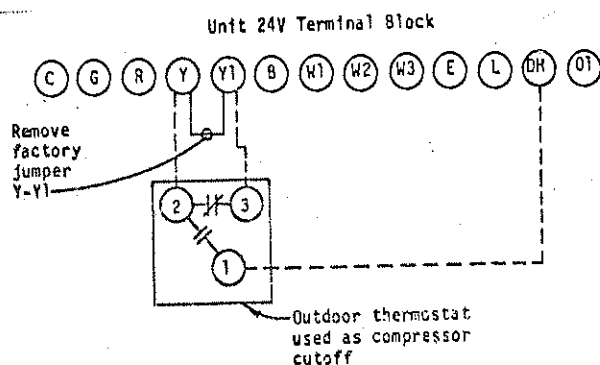 Unit 24V Terminal Block
C G R Y Y1 B W1 W2 W3 E L DH O1
Remove
factory
jumper
Y-Y1
2 3
1
Outdoor thermostat
used as compressor
cutoff